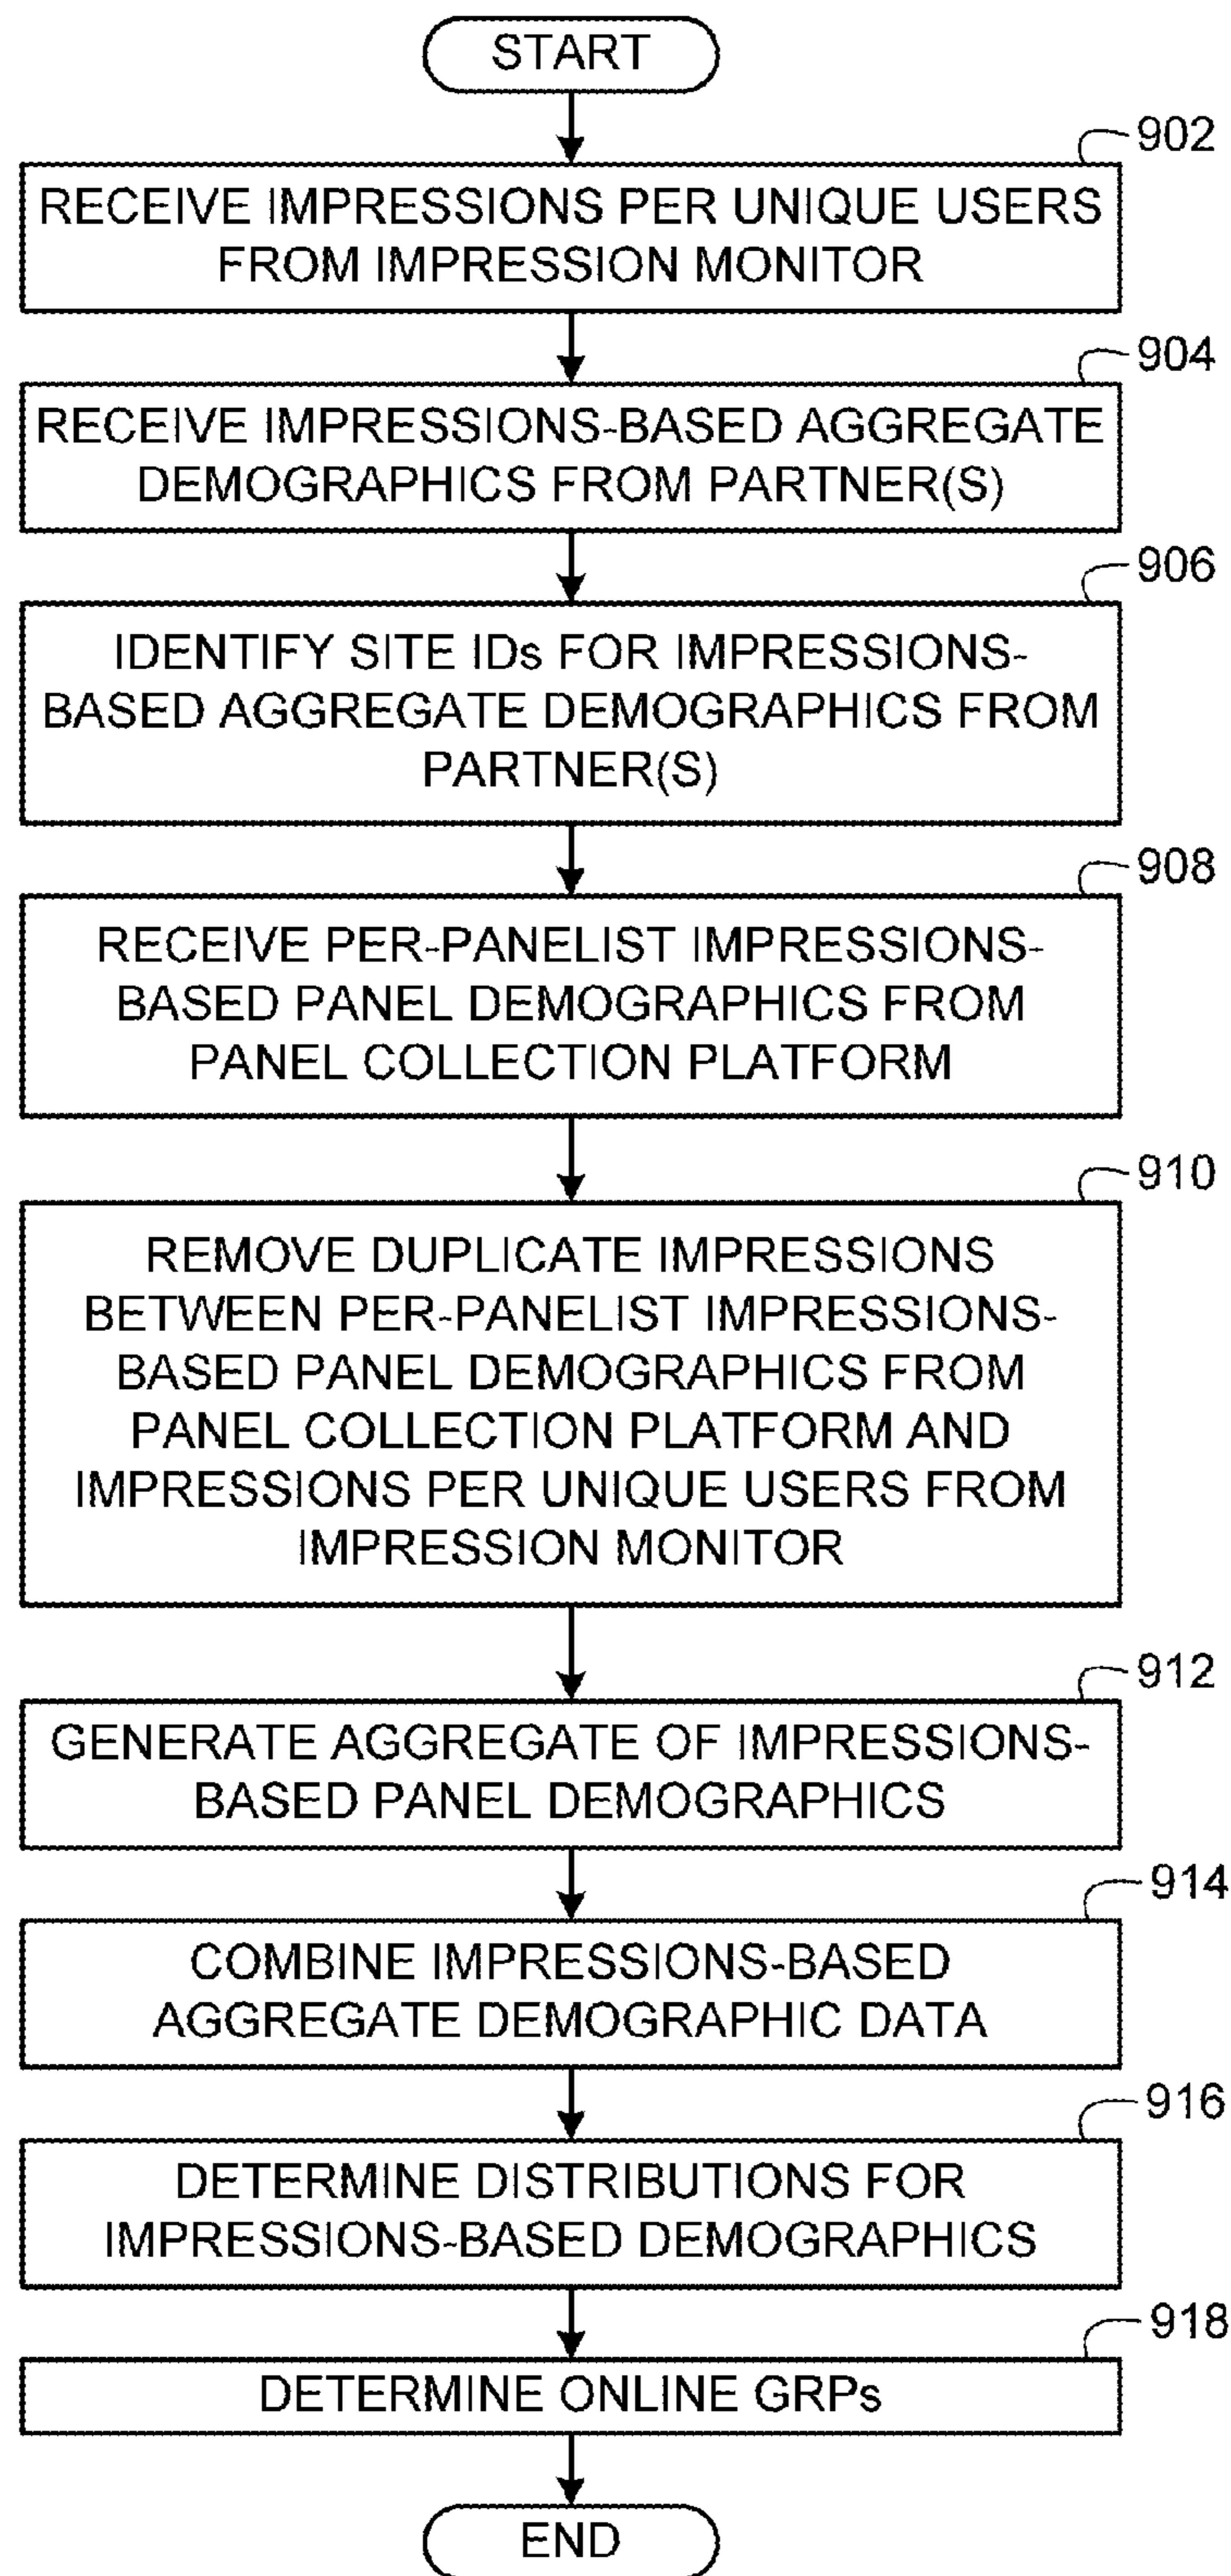 START
902
RECEIVE IMPRESSIONS PER UNIQUE USERS
FROM IMPRESSION MONITOR
904
RECEIVE IMPRESSIONS-BASED AGGREGATE
DEMOGRAPHICS FROM PARTNER(S)
906
IDENTIFY SITE IDs FOR IMPRESSIONS-
BASED AGGREGATE DEMOGRAPHICS FROM
PARTNER(S)
908
RECEIVE PER-PANELIST IMPRESSIONS-
BASED PANEL DEMOGRAPHICS FROM
PANEL COLLECTION PLATFORM
910
REMOVE DUPLICATE IMPRESSIONS
BETWEEN PER-PANELIST IMPRESSIONS-
BASED PANEL DEMOGRAPHICS FROM
PANEL COLLECTION PLATFORM AND
IMPRESSIONS PER UNIQUE USERS FROM
IMPRESSION MONITOR
912
GENERATE AGGREGATE OF IMPRESSIONS-
BASED PANEL DEMOGRAPHICS
914
COMBINE IMPRESSIONS-BASED
AGGREGATE DEMOGRAPHIC DATA
916
DETERMINE DISTRIBUTIONS FOR
IMPRESSIONS-BASED DEMOGRAPHICS
918
DETERMINE ONLINE GRPs
END